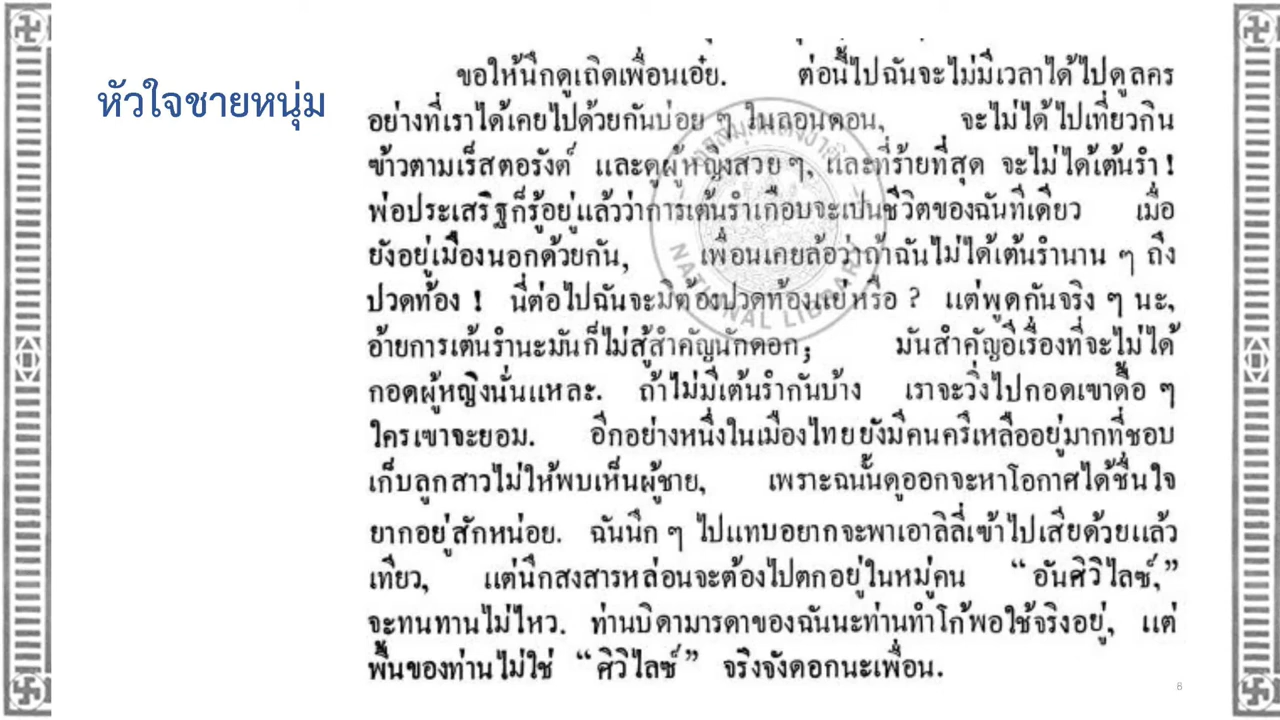 หัวใจชายหนุ่ม
ขอให้นึกดูเถิดเพื่อนเอ๋ย. ต่อนี้ไปฉันจะไม่มีเวลาได้ไปดูลคร
อย่างที่เราได้เคยไปด้วยกันบ่อย ๆ ในลอนดอน, จะไม่ได้ไปเที่ยวกิน
ข้าวตามเร็สตอรังต์ และดูผู้หญิงสวย ๆ, และที่ร้ายที่สุด จะไม่ได้เต้นรำ!
พ่อประเสริฐก็รู้อยู่แล้วว่าการเต้นรำเกือบจะเปนชีวิตของฉันทีเดียว เมื่อ
ยังอยู่เมืองนอกด้วยกัน, เพื่อนเคยล้อว่าถ้าฉันไม่ได้เต้นรำนาน ๆ ถึง
ปวดท้อง! นี่ต่อไปฉันจะมิต้องปวดท้องแย่หรือ? แต่พูดกันจริง ๆ นะ,
อ้ายการเต้นรำนะมันก็ไม่สู้สำคัญนักดอก; มันสำคัญอีเรื่องที่จะไม่ได้
กอดผู้หญิงนั่นแหละ. ถ้าไม่มีเต้นรำกันบ้าง เราจะวิ่งไปกอดเขาดื้อ ๆ
ใครเขาจะยอม. อีกอย่างหนึ่งในเมืองไทยยังมีคนครึเหลืออยู่มากที่ชอบ
เก็บลูกสาวไม่ให้พบเห็นผู้ชาย, เพราะฉนั้นดูออกจะหาโอกาศได้ชื่นใจ
ยากอยู่สักหน่อย. ฉันนึก ๆ ไปแทบอยากจะพาเอาลิลี่เข้าไปเสียด้วยแล้ว
เทียว, แต่นึกสงสารหล่อนจะต้องไปตกอยู่ในหมู่คน “อันศิวิไลซ์,”
จะทนทานไม่ไหว. ท่านบิดามารดาของฉันนะท่านทำโก้พอใช้จริงอยู่, แต่
พื้นของท่านไม่ใช่ “ศิวิไลซ์” จริงจังดอกนะเพื่อน.
NATIONAL LIBRARY
6